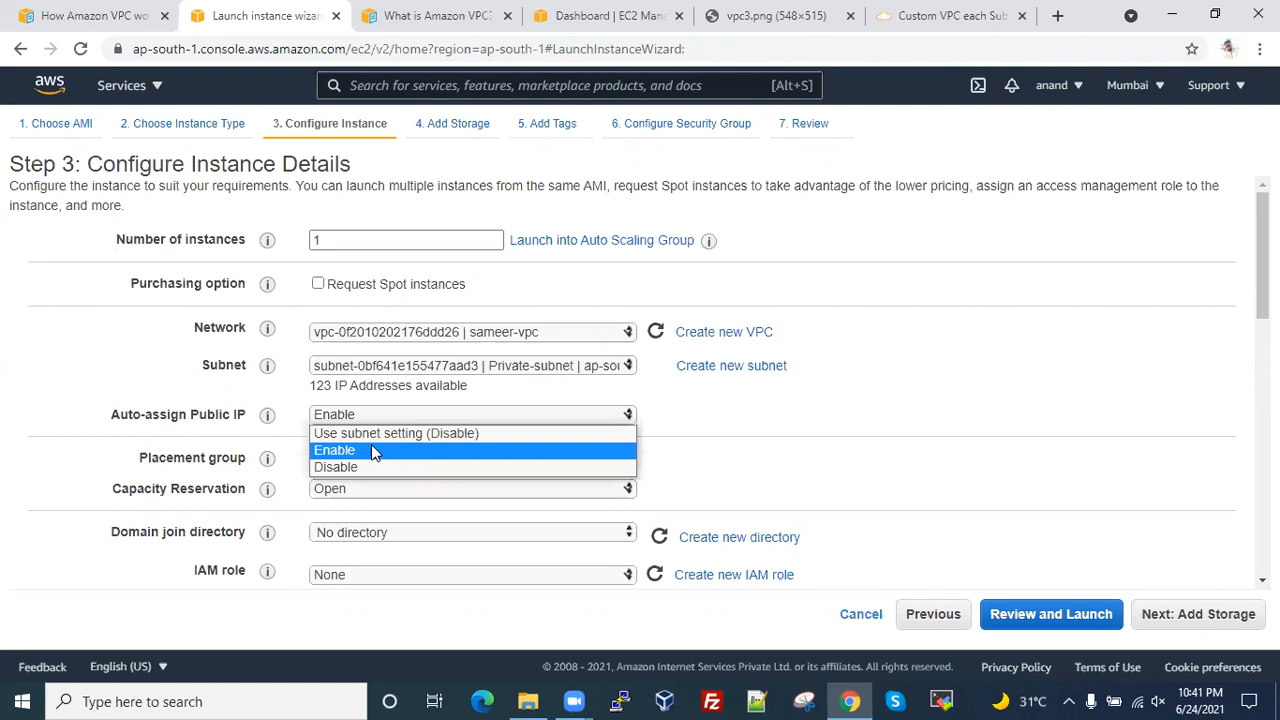 How Amazon VPC wo
Launch instance wizar
What is Amazon VPC?
Dashboard | EC2 Man
vpc3.png (548×515)
Custom VPC each Sub
ap-south-1.console.aws.amazon.com/ec2/v2/home?region=ap-south-1#LaunchInstanceWizard:
aws
Services
Search for services, features, marketplace products, and docs
[Alt+S]
anand
Mumbai
Support
1. Choose AMI
2. Choose Instance Type
3. Configure Instance
4. Add Storage
5. Add Tags
6. Configure Security Group
7. Review
Step 3: Configure Instance Details
Configure the instance to suit your requirements. You can launch multiple instances from the same AMI, request Spot instances to take advantage of the lower pricing, assign an access management role to the
instance, and more.
Number of instances
1
Launch into Auto Scaling Group
Purchasing option
Request Spot instances
Network
vpc-0f2010202176ddd26 | sameer-vpc
Create new VPC
Subnet
subnet-0bf641e155477aad3 | Private-subnet | ap-sou
Create new subnet
123 IP Addresses available
Auto-assign Public IP
Enable
Use subnet setting (Disable)
Enable
Disable
Placement group
Capacity Reservation
Open
Domain join directory
No directory
Create new directory
IAM role
None
Create new IAM role
Cancel
Previous
Review and Launch
Next: Add Storage
Feedback
English (US)
© 2008 - 2021, Amazon Internet Services Private Ltd. or its affiliates. All rights reserved.
Privacy Policy
Terms of Use
Cookie preferences
Type here to search
31°C
10:41 PM
6/24/2021